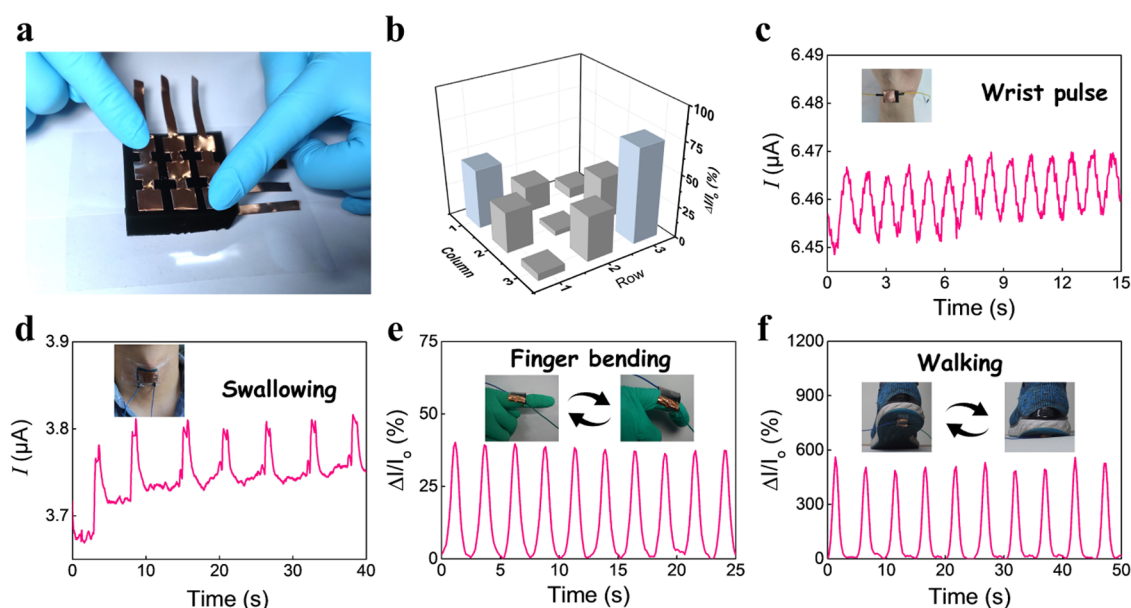 a
b
100
75
50
25
0
ΔI/I₀ (%)
1
2
3
Column
1
2
3
Row
c
6.49
6.48
6.47
6.46
6.45
I (μA)
Wrist pulse
0 3 6 9 12 15
Time (s)
d
3.9
3.8
3.7
I (μA)
Swallowing
0 10 20 30 40
Time (s)
e
75
50
25
0
ΔI/Iₒ (%)
Finger bending
0 5 10 15 20 25
Time (s)
f
1200
900
600
300
0
ΔI/Iₒ (%)
Walking
0 10 20 30 40 50
Time (s)